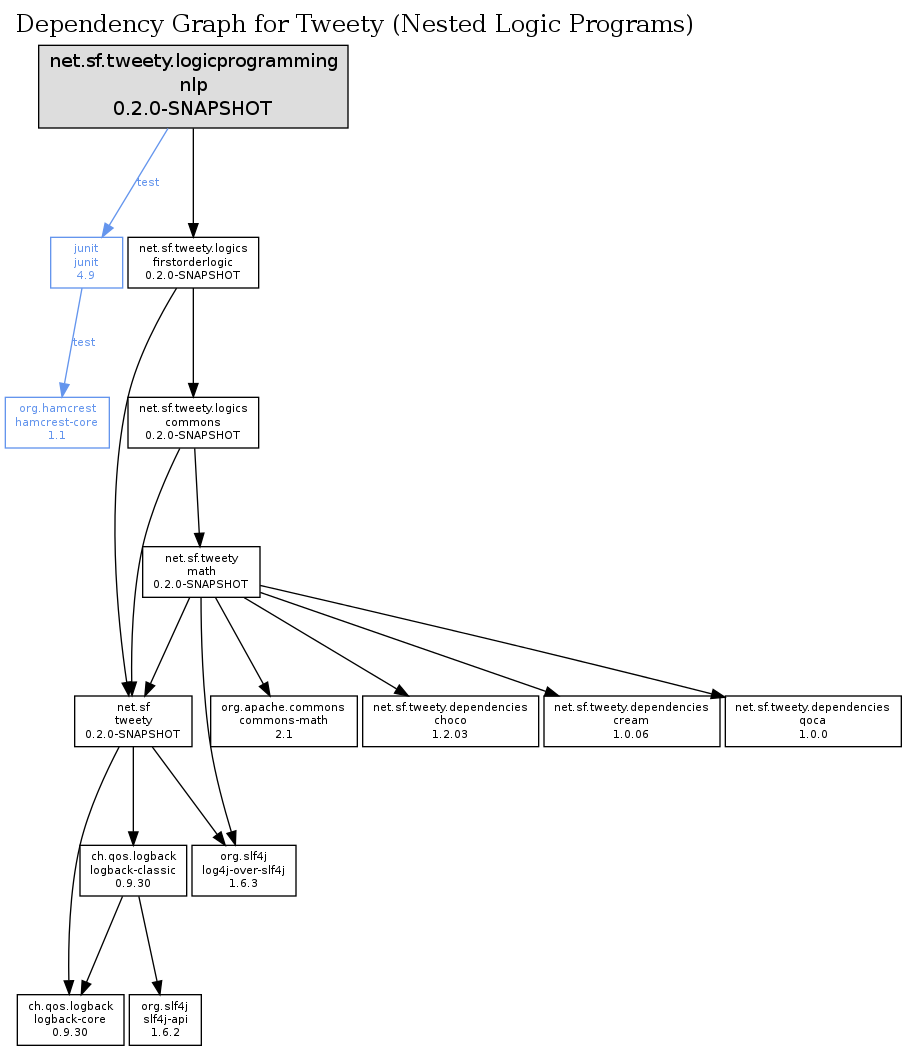 Dependency Graph for Tweety (Nested Logic Programs)
net.sf.tweety.logicprogramming
nlp
0.2.0-SNAPSHOT
test
junit
junit
4.9
net.sf.tweety.logics
firstorderlogic
0.2.0-SNAPSHOT
test
org.hamcrest
hamcrest-core
1.1
net.sf.tweety.logics
commons
0.2.0-SNAPSHOT
net.sf.tweety
math
0.2.0-SNAPSHOT
net.sf
tweety
0.2.0-SNAPSHOT
org.apache.commons
commons-math
2.1
net.sf.tweety.dependencies
choco
1.2.03
net.sf.tweety.dependencies
cream
1.0.06
net.sf.tweety.dependencies
qoca
1.0.0
ch.qos.logback
logback-classic
0.9.30
org.slf4j
log4j-over-slf4j
1.6.3
ch.qos.logback
logback-core
0.9.30
org.slf4j
slf4j-api
1.6.2